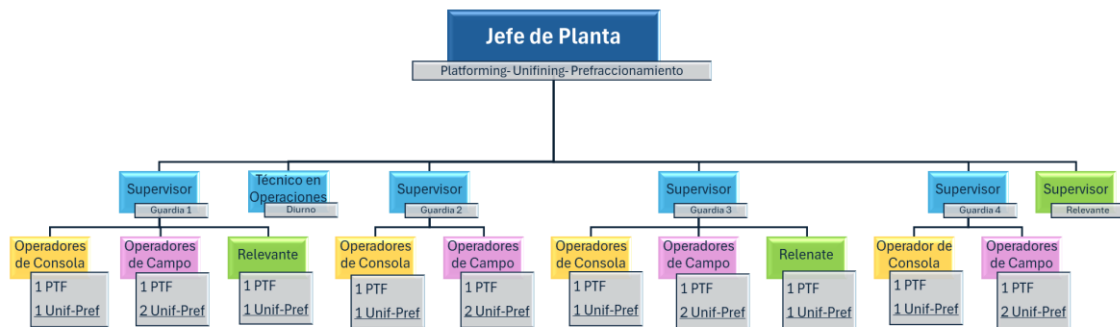 Jefe de Planta
Platforming- Unifining- Prefraccionamiento
Supervisor
Guardia 1
Técnico en
Operaciones
Diurno
Supervisor
Guardia 2
Supervisor
Guardia 3
Supervisor
Guardia 4
Supervisor
Relevante
Operadores
de Consola
1 PTF
1 Unif-Pref
Operadores
de Campo
1 PTF
2 Unif-Pref
Relevante
1 PTF
1 Unif-Pref
Operadores
de Consola
1 PTF
1 Unif-Pref
Operadores
de Campo
1 PTF
2 Unif-Pref
Operadores
de Consola
1 PTF
1 Unif-Pref
Operadores
de Campo
1 PTF
2 Unif-Pref
Relenate
1 PTF
1 Unif-Pref
Operador de
Consola
1 PTF
1 Unif-Pref
Operadores
de Campo
1 PTF
2 Unif-Pref